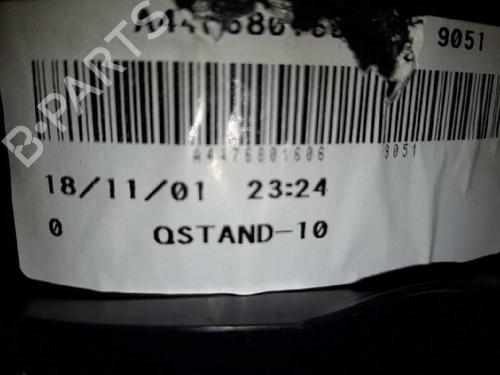 9051
A4476801606 9051
18/11/01 23:24
0 QSTAND-10
B-PARTS